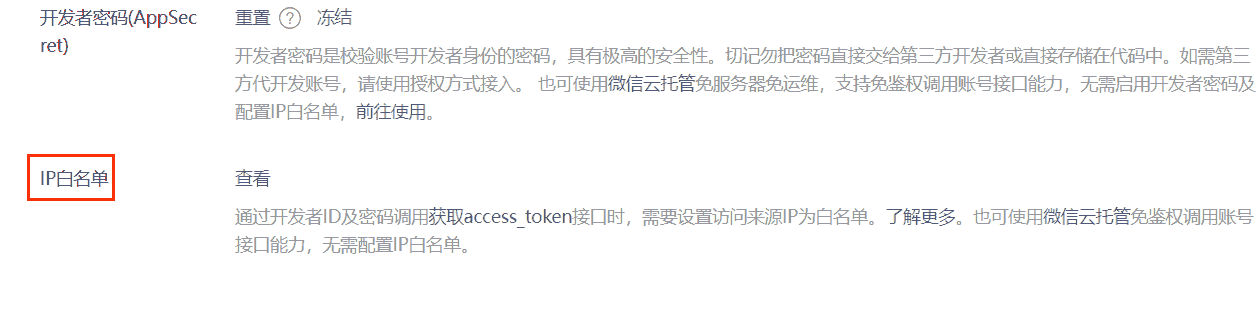 开发者密码(AppSec
ret)
重置 ? 冻结
开发者密码是校验账号开发者身份的密码，具有极高的安全性。切记勿把密码直接交给第三方开发者或直接存储在代码中。如需第三
方代开发账号，请使用授权方式接入。 也可使用微信云托管免服务器免运维，支持免鉴权调用账号接口能力，无需启用开发者密码及
配置IP白名单，前往使用。
IP白名单
查看
通过开发者ID及密码调用获取access_token接口时，需要设置访问来源IP为白名单。了解更多。也可使用微信云托管免鉴权调用账号
接口能力，无需配置IP白名单。